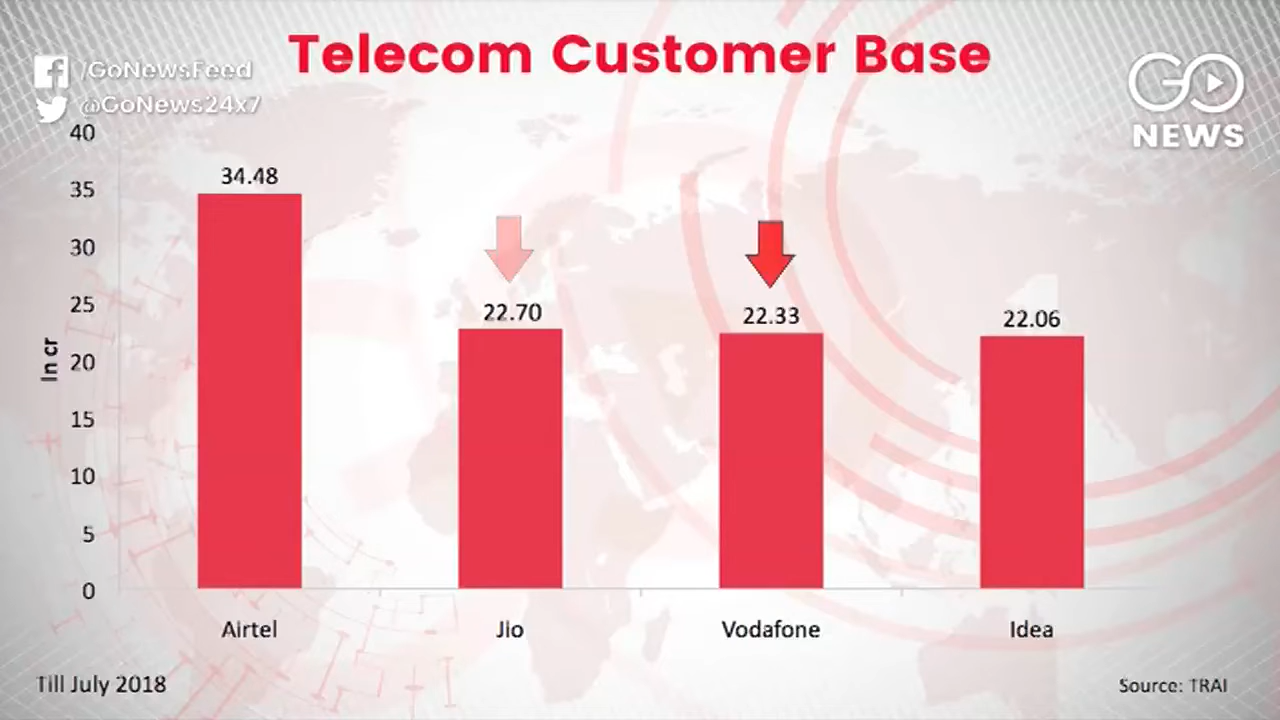 Telecom Customer Base
/GoNewsFeed
@GoNews24x7
GO
NEWS
40
35
30
25
20
15
10
5
0
In cr
34.48
22.70
22.33
22.06
Airtel
Jio
Vodafone
Idea
Till July 2018
Source: TRAI